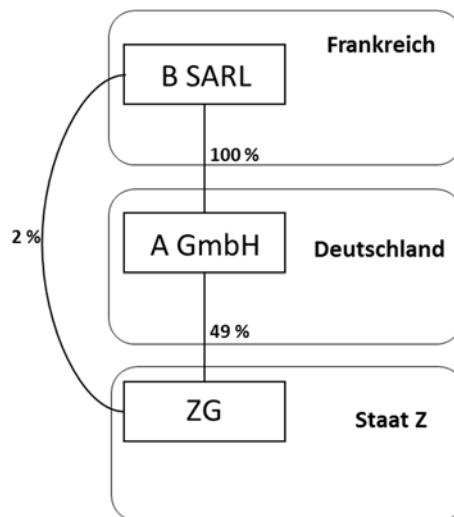 Frankreich
B SARL
100 %
2 %
A GmbH
Deutschland
49 %
ZG
Staat Z